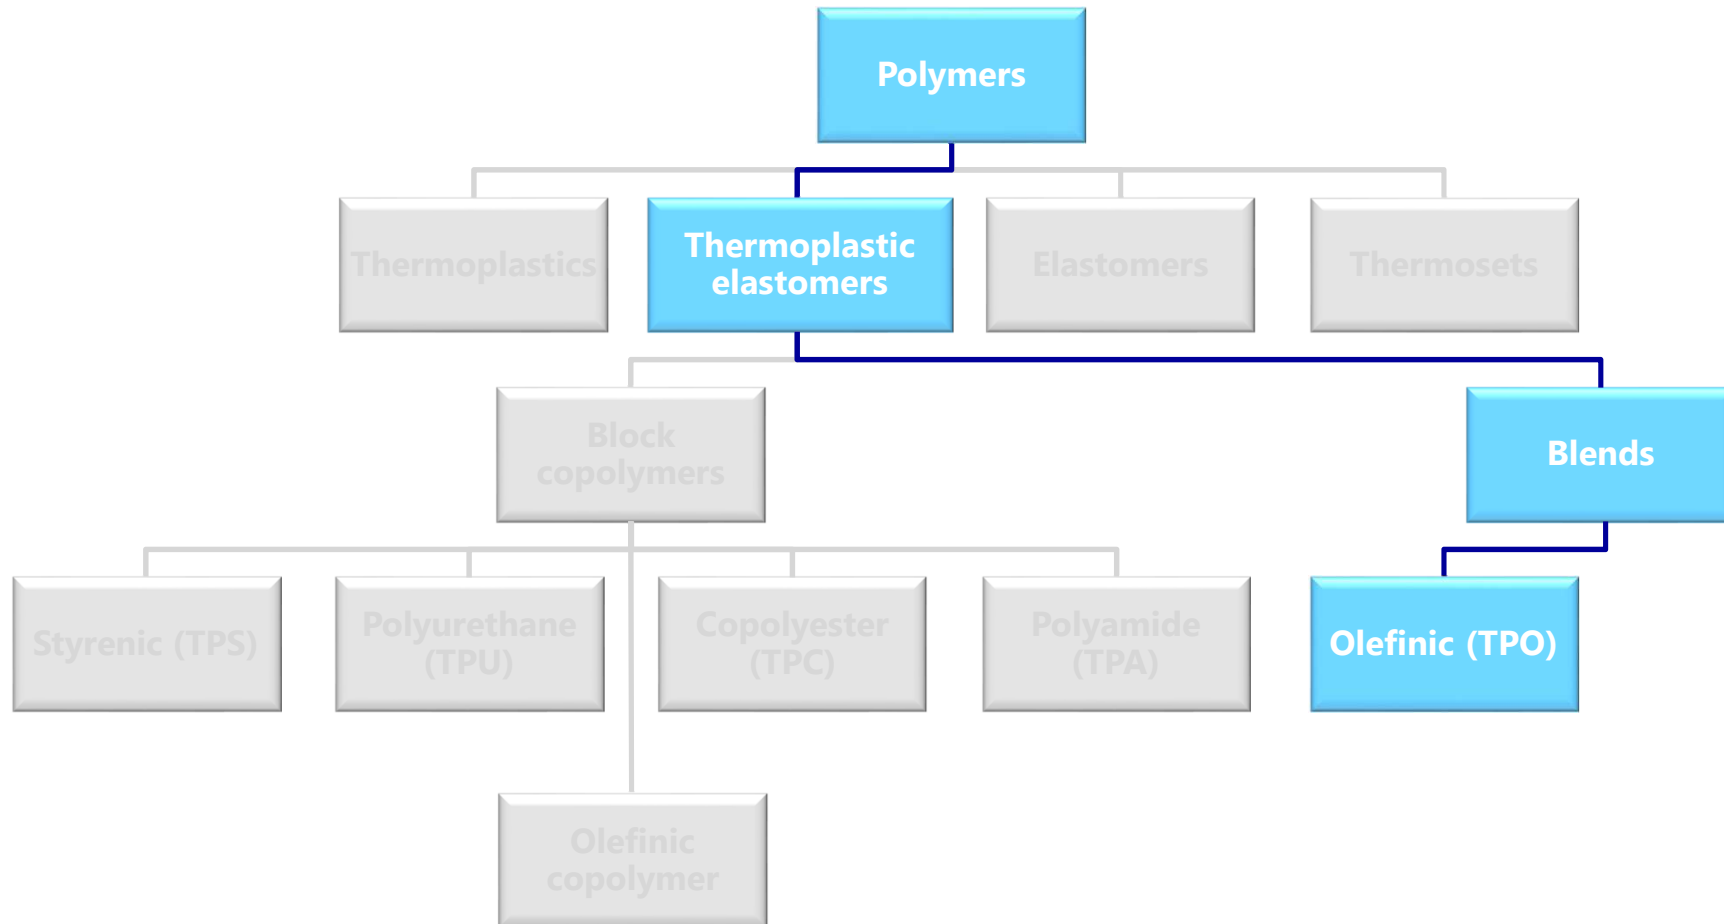 Polymers
Thermoplastics
Thermoplastic
elastomers
Elastomers
Thermosets
Block
copolymers
Blends
Styrenic (TPS)
Polyurethane
(TPU)
Copolyester
(TPC)
Polyamide
(TPA)
Olefinic (TPO)
Olefinic
copolymer